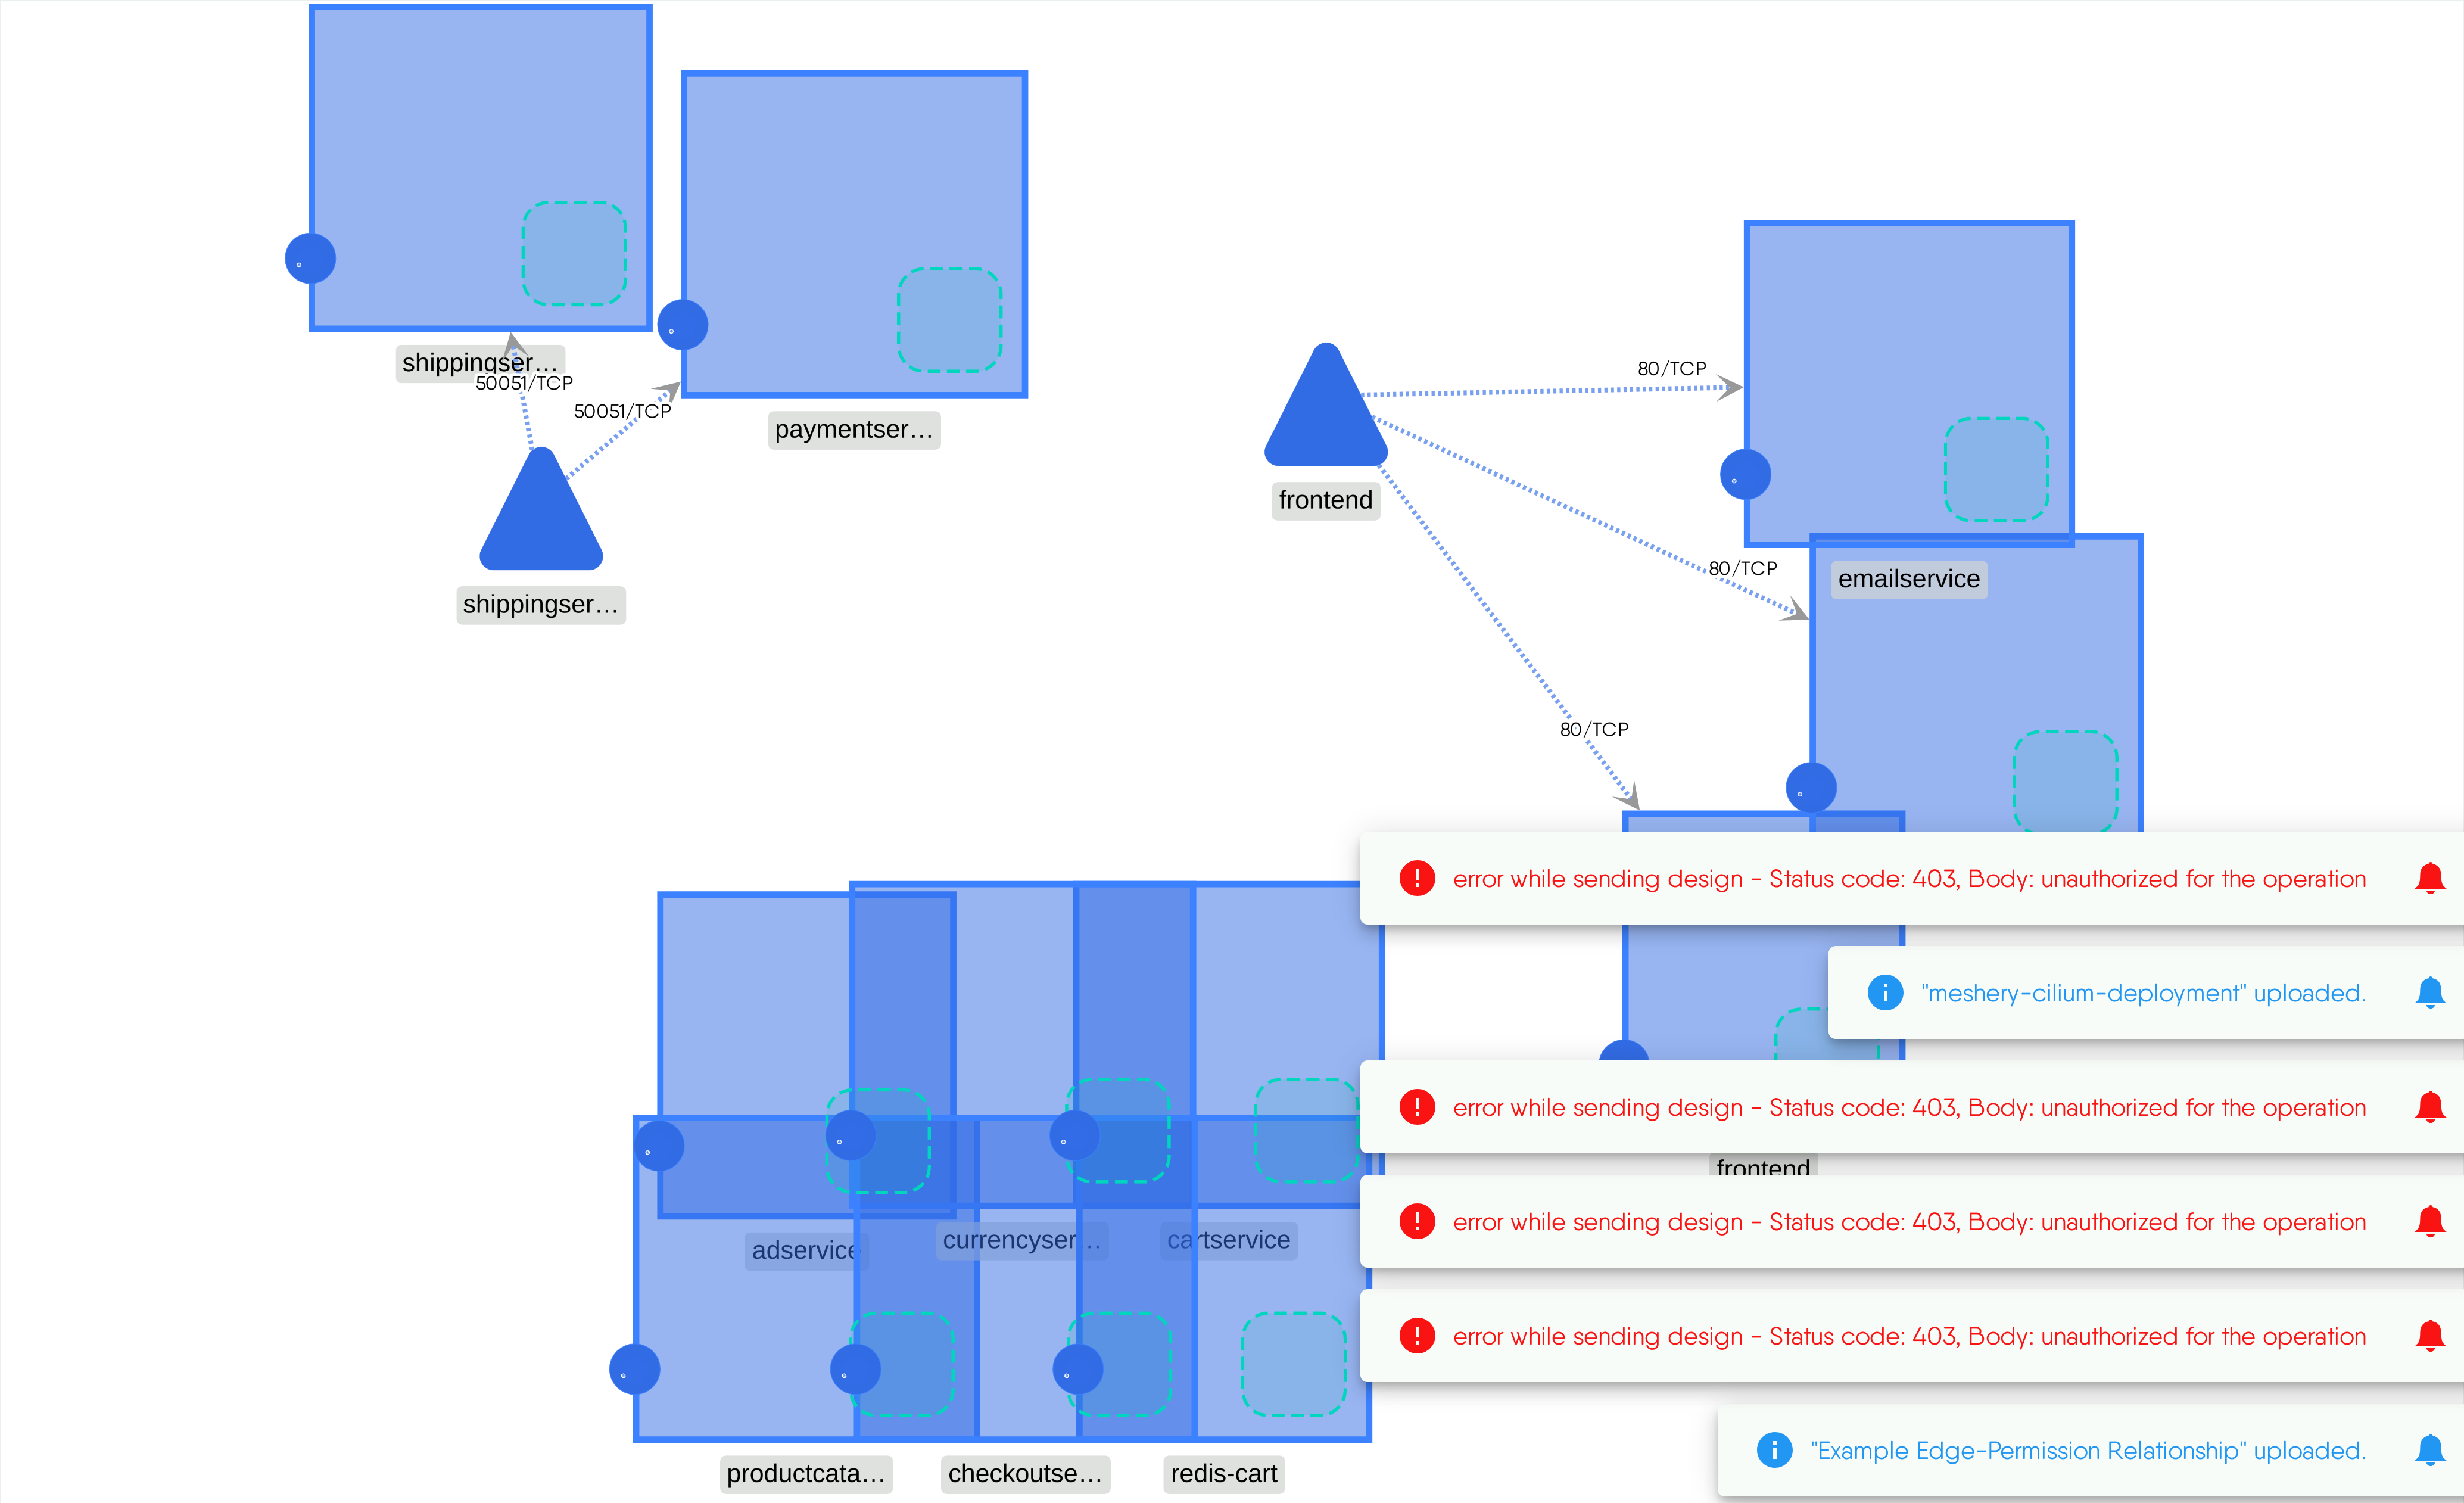 shippingser...
50051/TCP
50051/TCP
paymentser...
shippingser...
80/TCP
frontend
80/TCP
emailservice
80/TCP
error while sending design - Status code: 403, Body: unauthorized for the operation
"meshery-cilium-deployment" uploaded.
error while sending design - Status code: 403, Body: unauthorized for the operation
frontend
error while sending design - Status code: 403, Body: unauthorized for the operation
adservice
currencyser...
cartservice
error while sending design - Status code: 403, Body: unauthorized for the operation
"Example Edge-Permission Relationship" uploaded.
productcata...
checkoutse...
redis-cart